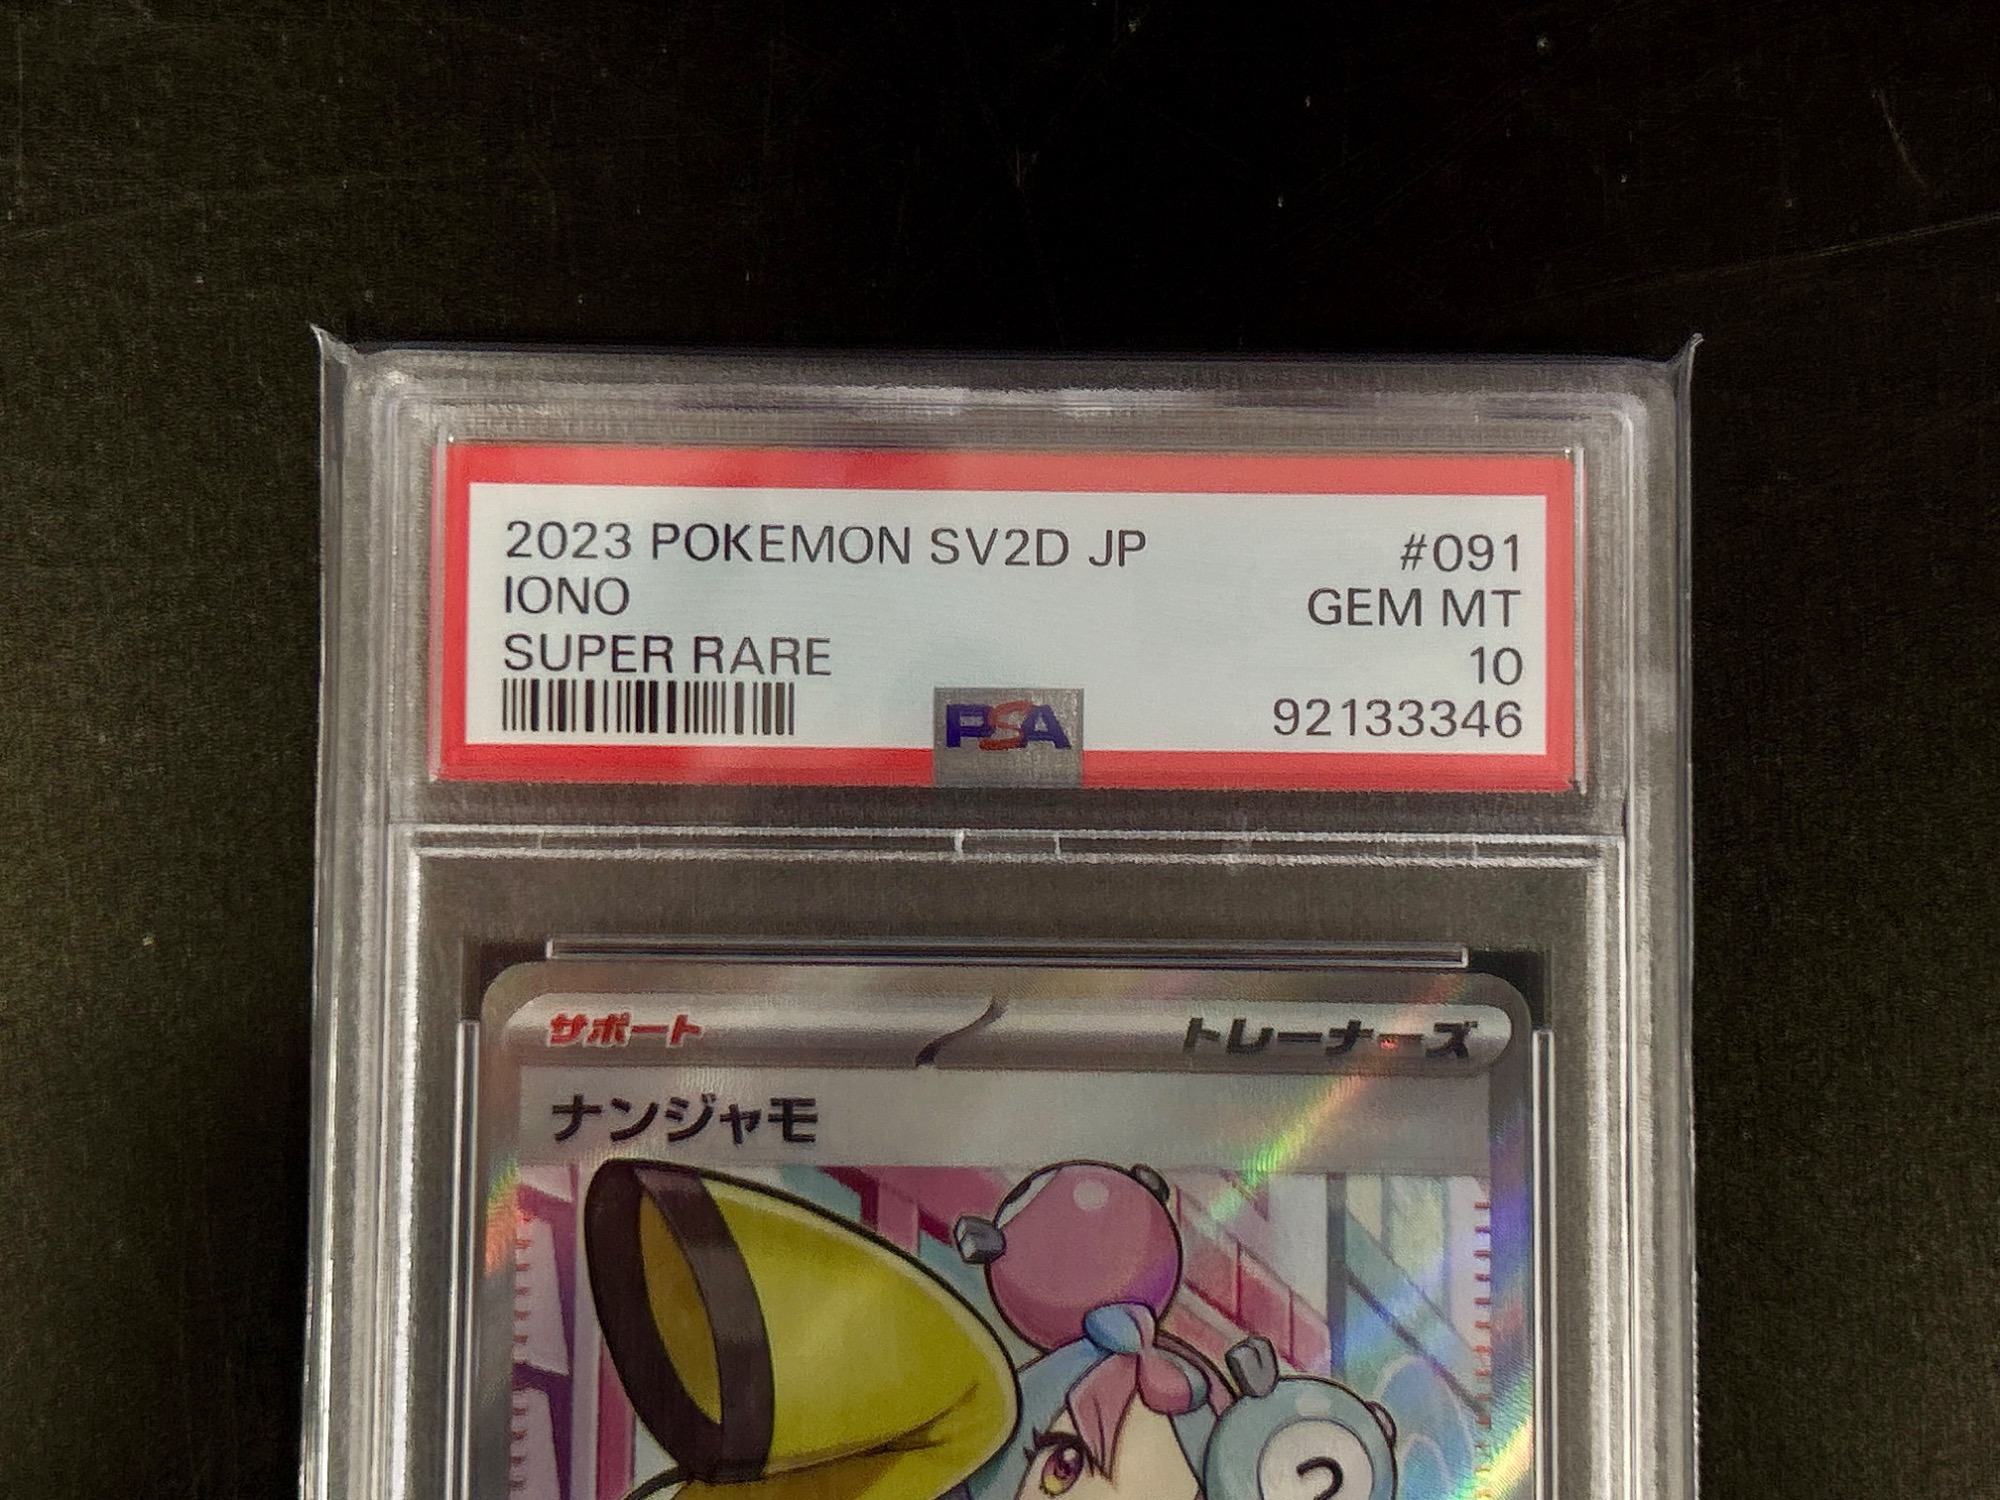 2023 POKEMON SV2D JP #091
IONO GEM MT
SUPER RARE 10
PSA 92133346
サポート トレーナーズ
ナンジャモ
?